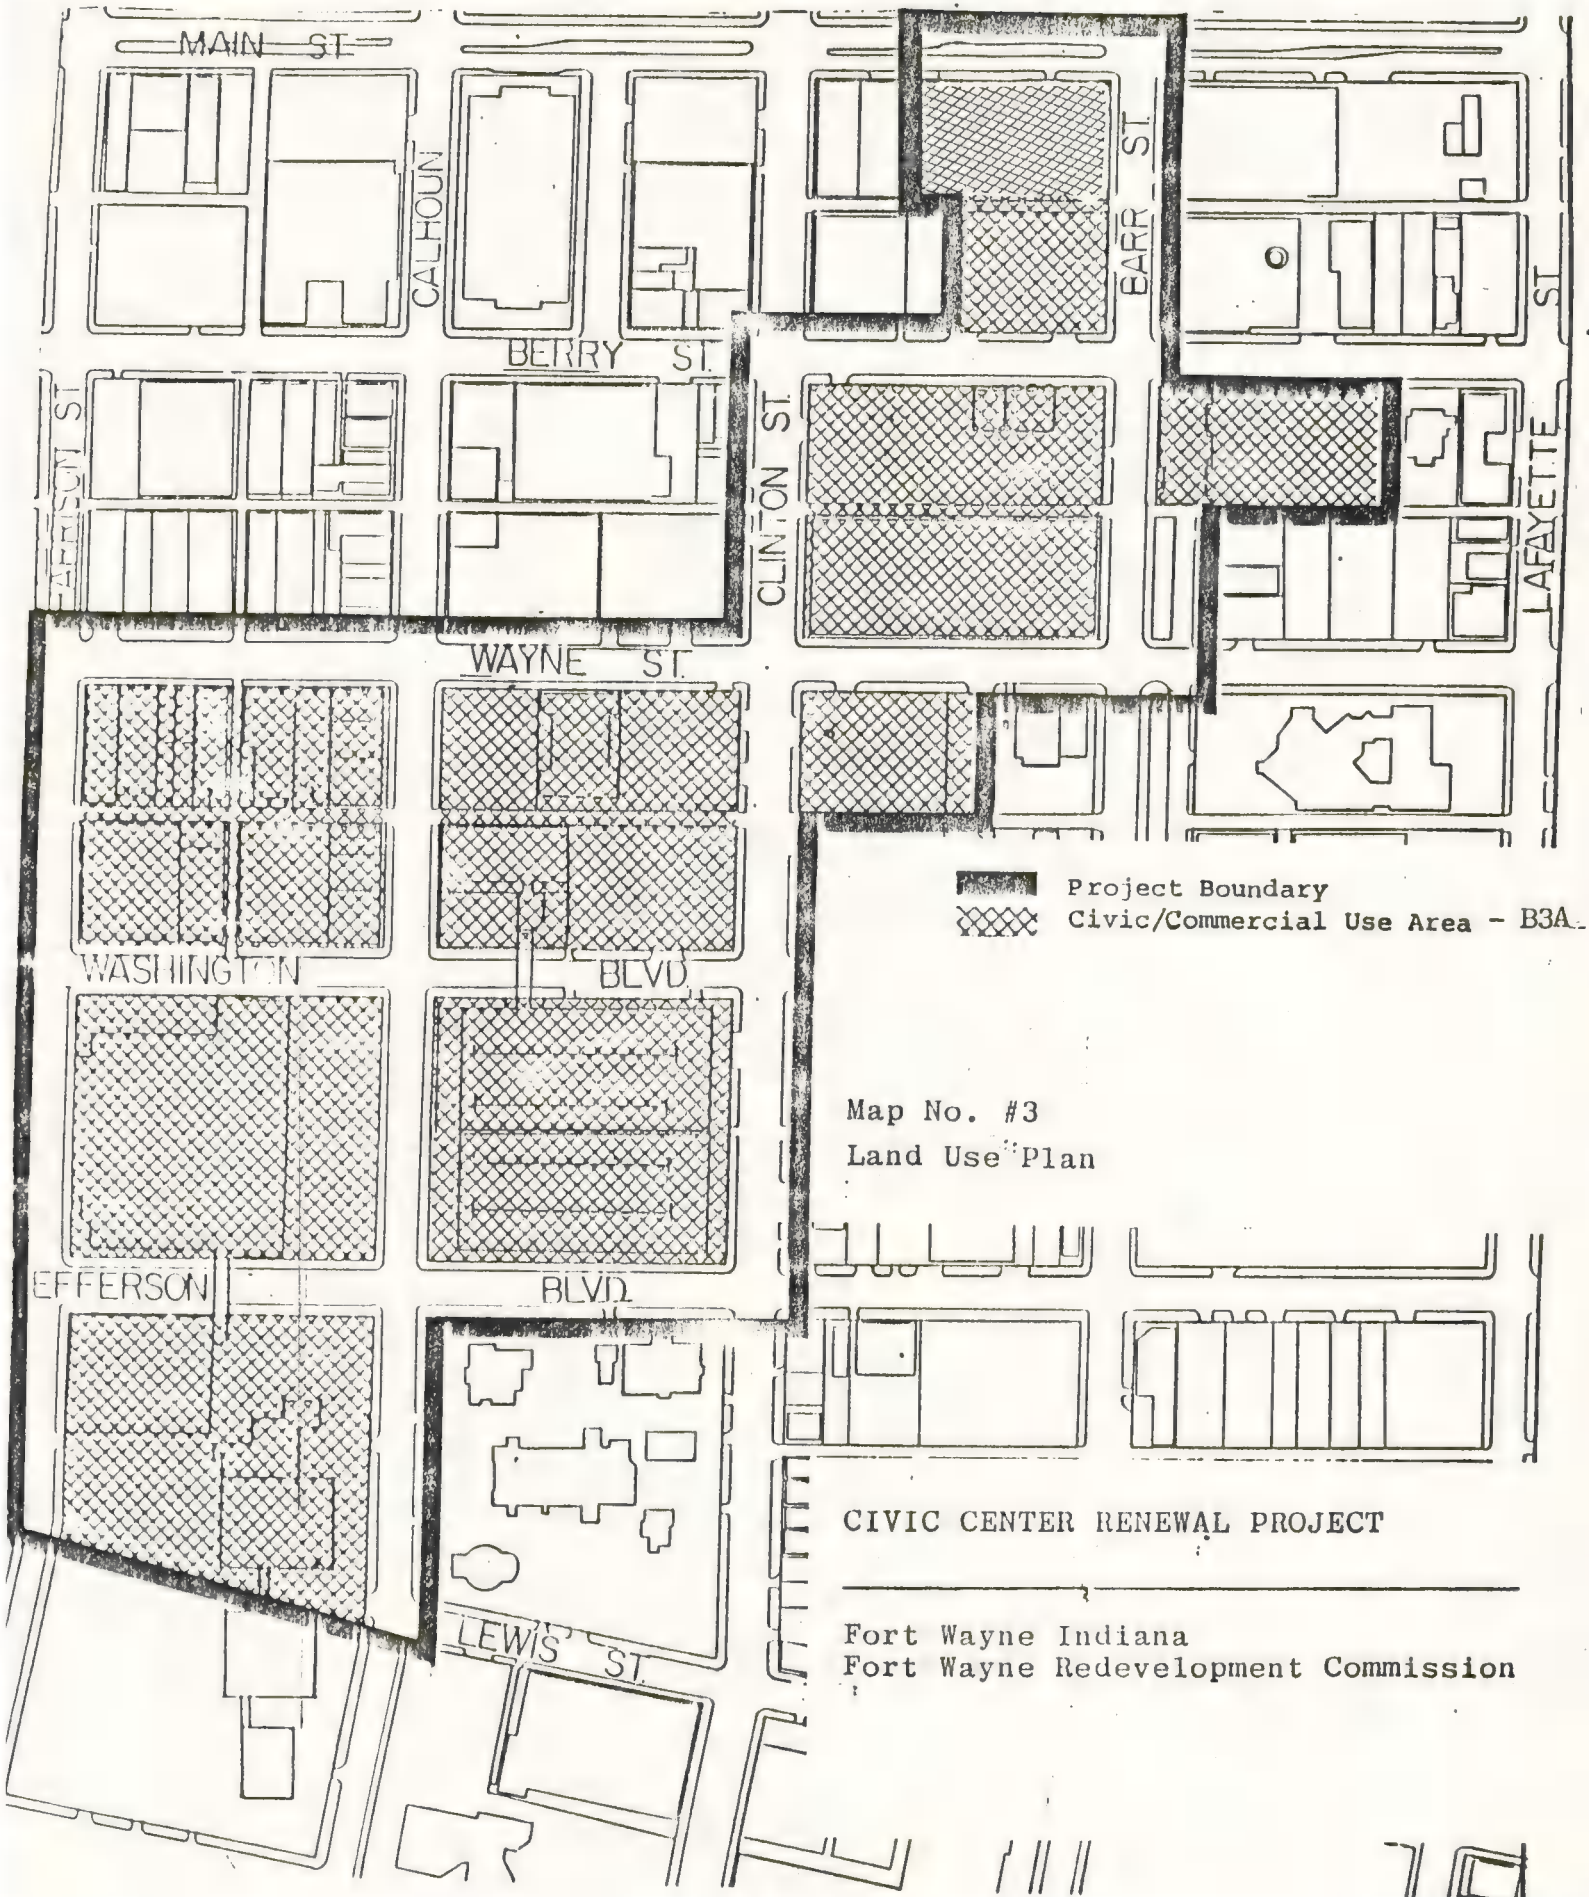 MAIN ST
CALHOUN
BARR ST.
ST
BERRY ST.
HARRISON ST
CLINTON ST.
LAFAYETTE
WAYNE ST.
Project Boundary
Civic/Commercial Use Area - B3A
WASHINGTON BLVD.
Map No. #3
Land Use Plan
EFFERSON BLVD.
CIVIC CENTER RENEWAL PROJECT
LEWIS ST.
Fort Wayne Indiana
Fort Wayne Redevelopment Commission